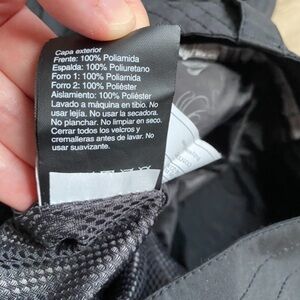 Capa exterior
Frente: 100% Poliamida
Espalda: 100% Poliuretano
Forro 1: 100% Poliamida
Forro 2: 100% Poliéster
Aislamiento: 100% Poliéster
Lavado a máquina en tibio. No
usar lejía. No usar la secadora.
No planchar. No limpiar en seco.
Cerrar todos los velcros y
cremalleras antes de lavar. No
usar suavizante.